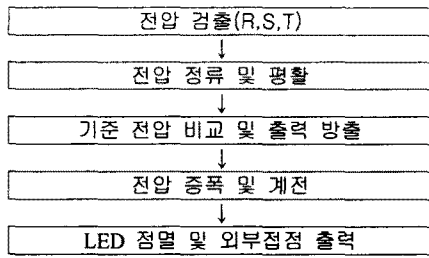 전압 검출(R,S,T)
↓
전압 정류 및 평활
↓
기준 전압 비교 및 출력 방출
↓
전압 증폭 및 계전
↓
LED 점멸 및 외부접점 출력